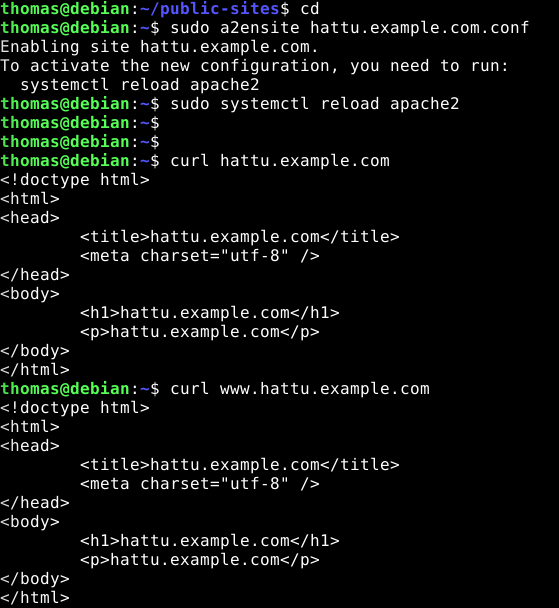 thomas@debian:~/public-sites$ cd
thomas@debian:~$ sudo a2ensite hattu.example.com.conf
Enabling site hattu.example.com.
To activate the new configuration, you need to run:
  systemctl reload apache2
thomas@debian:~$ sudo systemctl reload apache2
thomas@debian:~$
thomas@debian:~$
thomas@debian:~$ curl hattu.example.com
<!doctype html>
<html>
<head>
        <title>hattu.example.com</title>
        <meta charset="utf-8" />
</head>
<body>
        <h1>hattu.example.com</h1>
        <p>hattu.example.com</p>
</body>
</html>
thomas@debian:~$ curl www.hattu.example.com
<!doctype html>
<html>
<head>
        <title>hattu.example.com</title>
        <meta charset="utf-8" />
</head>
<body>
        <h1>hattu.example.com</h1>
        <p>hattu.example.com</p>
</body>
</html>